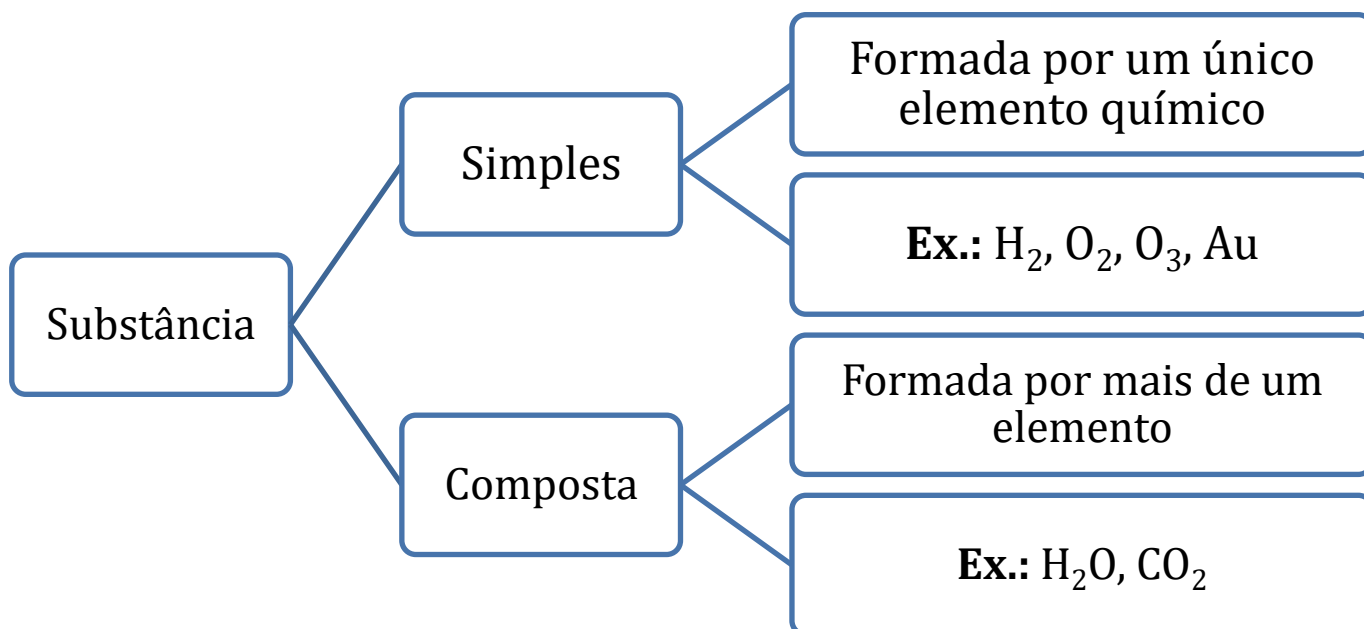 Substância
Simples
Formada por um único
elemento químico
Ex.: H₂, O₂, O₃, Au
Composta
Formada por mais de um
elemento
Ex.: H₂O, CO₂